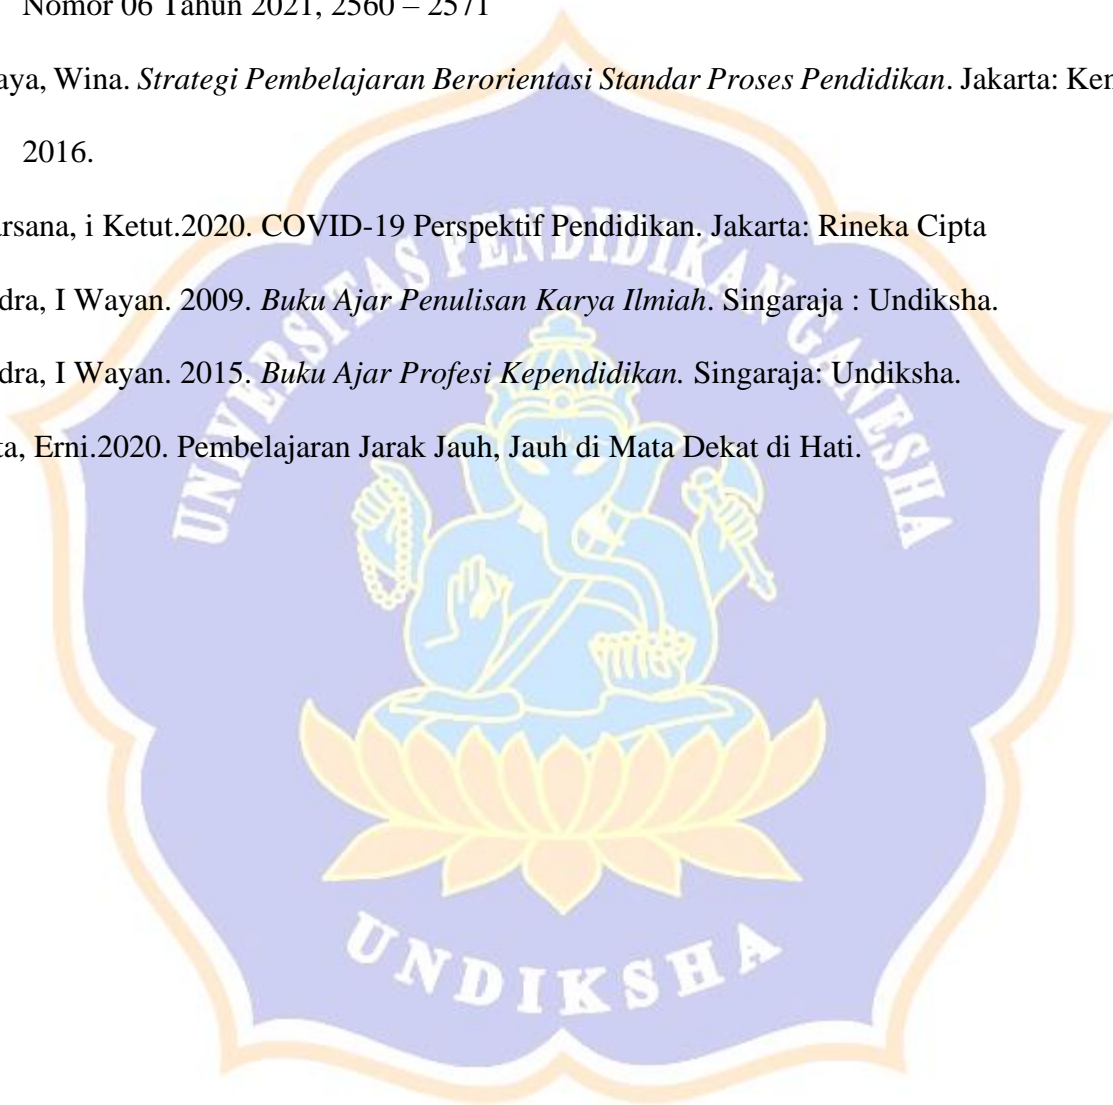 Nomor 06 Tahun 2021, 2560 – 2571
aya, Wina. Strategi Pembelajaran Berorientasi Standar Proses Pendidikan. Jakarta: Ken
2016.
arsana, i Ketut.2020. COVID-19 Perspektif Pendidikan. Jakarta: Rineka Cipta
dra, I Wayan. 2009. Buku Ajar Penulisan Karya Ilmiah. Singaraja : Undiksha.
dra, I Wayan. 2015. Buku Ajar Profesi Kependidikan. Singaraja: Undiksha.
ta, Erni.2020. Pembelajaran Jarak Jauh, Jauh di Mata Dekat di Hati.
UNIVERSITAS PENDIDIKAN GANESHA
UNDIKSHA